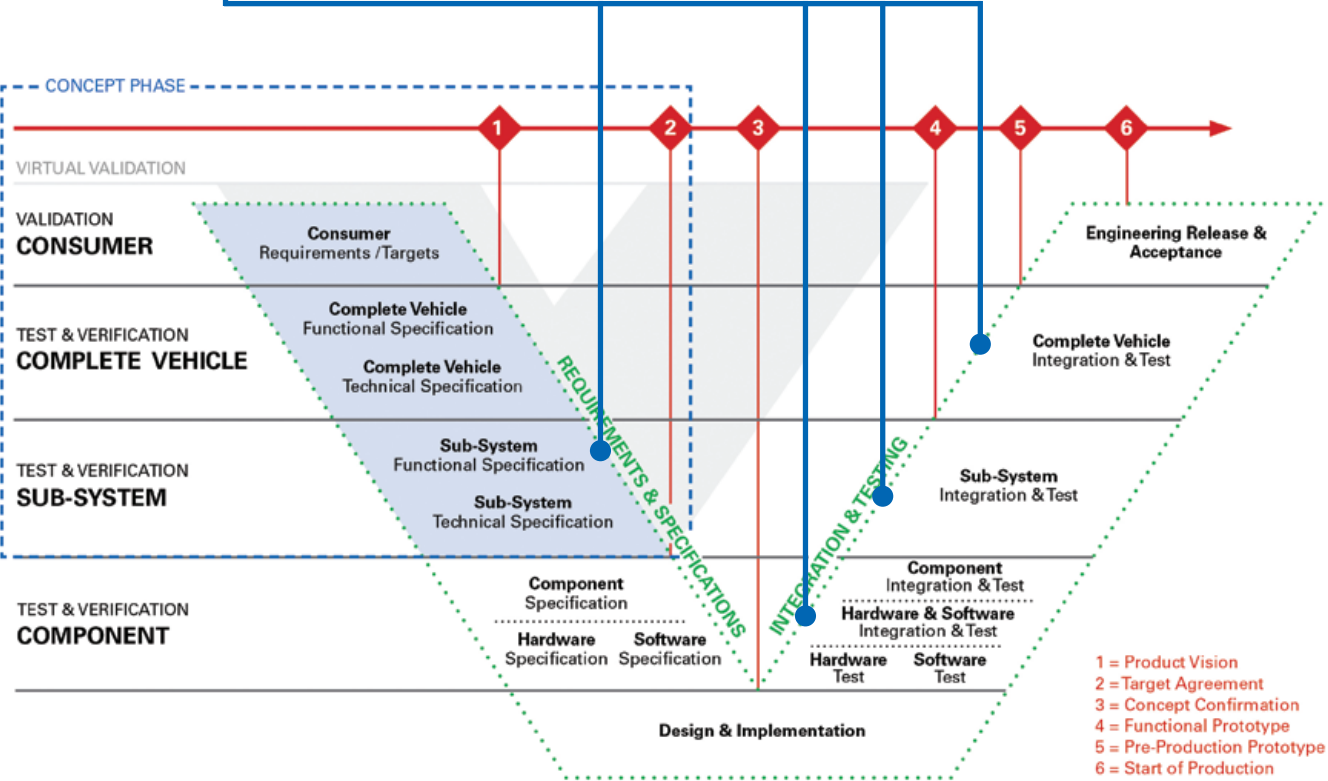 CONCEPT PHASE
1 2 3 4 5 6
VIRTUAL VALIDATION
VALIDATION
CONSUMER
Consumer
Requirements /Targets
Engineering Release &
Acceptance
TEST & VERIFICATION
COMPLETE VEHICLE
Complete Vehicle
Functional Specification
Complete Vehicle
Technical Specification
Complete Vehicle
Integration & Test
REQUIREMENTS & SPECIFICATIONS
INTEGRATION & TESTING
TEST & VERIFICATION
SUB-SYSTEM
Sub-System
Functional Specification
Sub-System
Technical Specification
Sub-System
Integration & Test
TEST & VERIFICATION
COMPONENT
Component
Specification
Hardware
Specification
Software
Specification
Component
Integration & Test
Hardware & Software
Integration & Test
Hardware
Test
Software
Test
Design & Implementation
1 = Product Vision
2 = Target Agreement
3 = Concept Confirmation
4 = Functional Prototype
5 = Pre-Production Prototype
6 = Start of Production